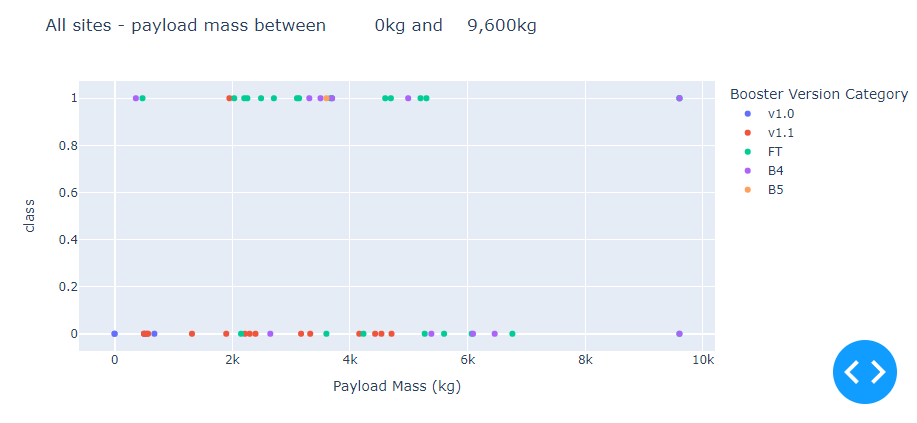 All sites - payload mass between 0kg and 9,600kg
Booster Version Category
v1.0
v1.1
FT
B4
B5
class
1
0.8
0.6
0.4
0.2
0
0 2k 4k 6k 8k 10k
Payload Mass (kg)